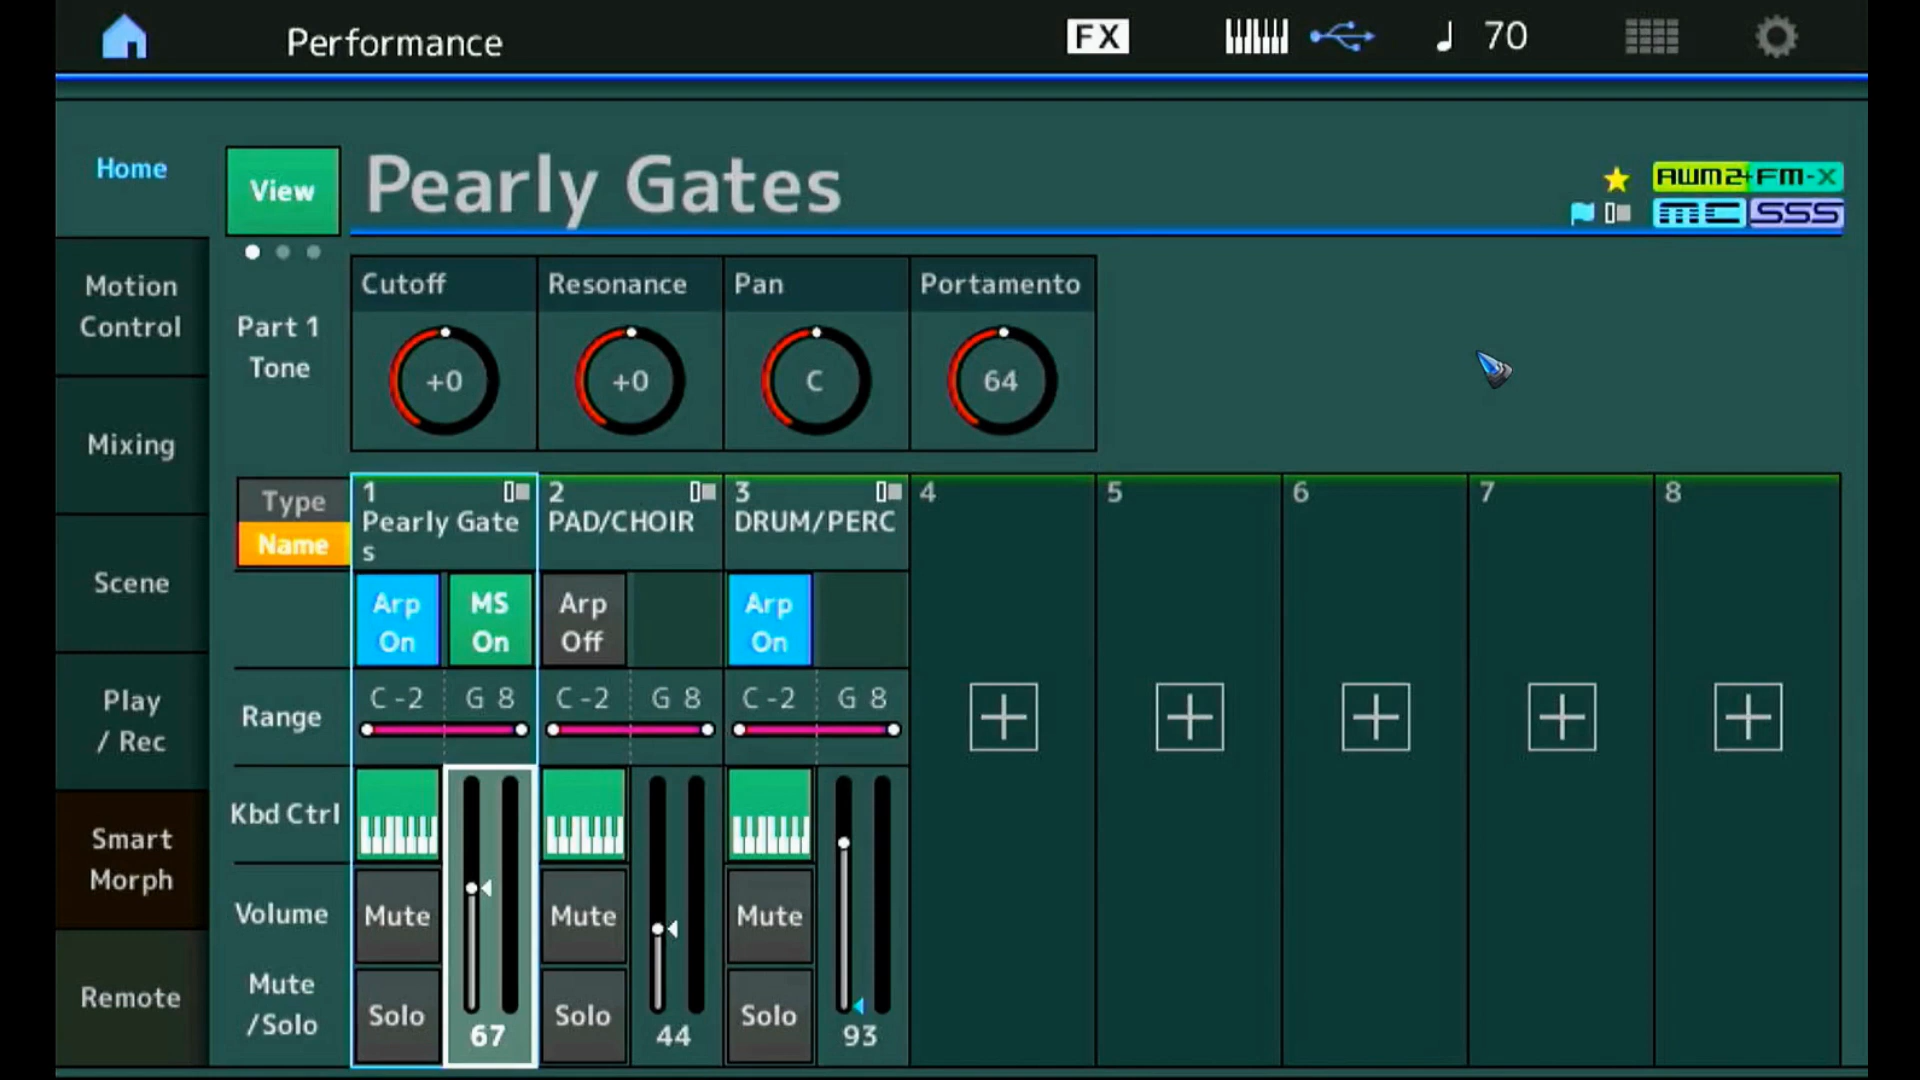 Performance
FX
70
Home
View
Pearly Gates
AWM2+FM-X
MC SSS
Motion
Control
Part 1
Tone
Cutoff
Resonance
Pan
Portamento
+0
+0
C
64
Mixing
Type
Name
1
Pearly Gate
s
2
PAD/CHOIR
3
DRUM/PERC
4
5
6
7
8
Scene
Arp
On
MS
On
Arp
Off
Arp
On
Play
/ Rec
Range
C -2
G 8
C -2
G 8
C -2
G 8
Smart
Morph
Kbd Ctrl
Volume
Mute
Mute
Mute
Remote
Mute
/Solo
Solo
67
Solo
44
Solo
93